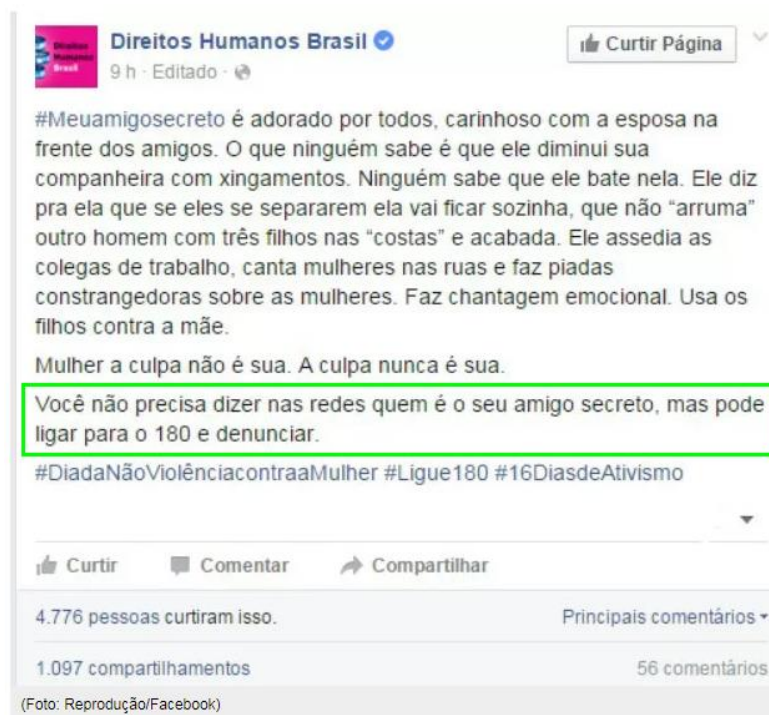 Direitos Humanos Brasil
Direitos Humanos Brasil
Curtir Página
9 h · Editado ·
#Meuamigosecreto é adorado por todos, carinhoso com a esposa na
frente dos amigos. O que ninguém sabe é que ele diminui sua
companheira com xingamentos. Ninguém sabe que ele bate nela. Ele diz
pra ela que se eles se separarem ela vai ficar sozinha, que não “arruma”
outro homem com três filhos nas “costas” e acabada. Ele assedia as
colegas de trabalho, canta mulheres nas ruas e faz piadas
constrangedoras sobre as mulheres. Faz chantagem emocional. Usa os
filhos contra a mãe.
Mulher a culpa não é sua. A culpa nunca é sua.
Você não precisa dizer nas redes quem é o seu amigo secreto, mas pode
ligar para o 180 e denunciar.
#DiadaNãoViolênciacontraaMulher #Ligue180 #16DiasdeAtivismo
Curtir Comentar Compartilhar
4.776 pessoas curtiram isso. Principais comentários
1.097 compartilhamentos 56 comentários
(Foto: Reprodução/Facebook)